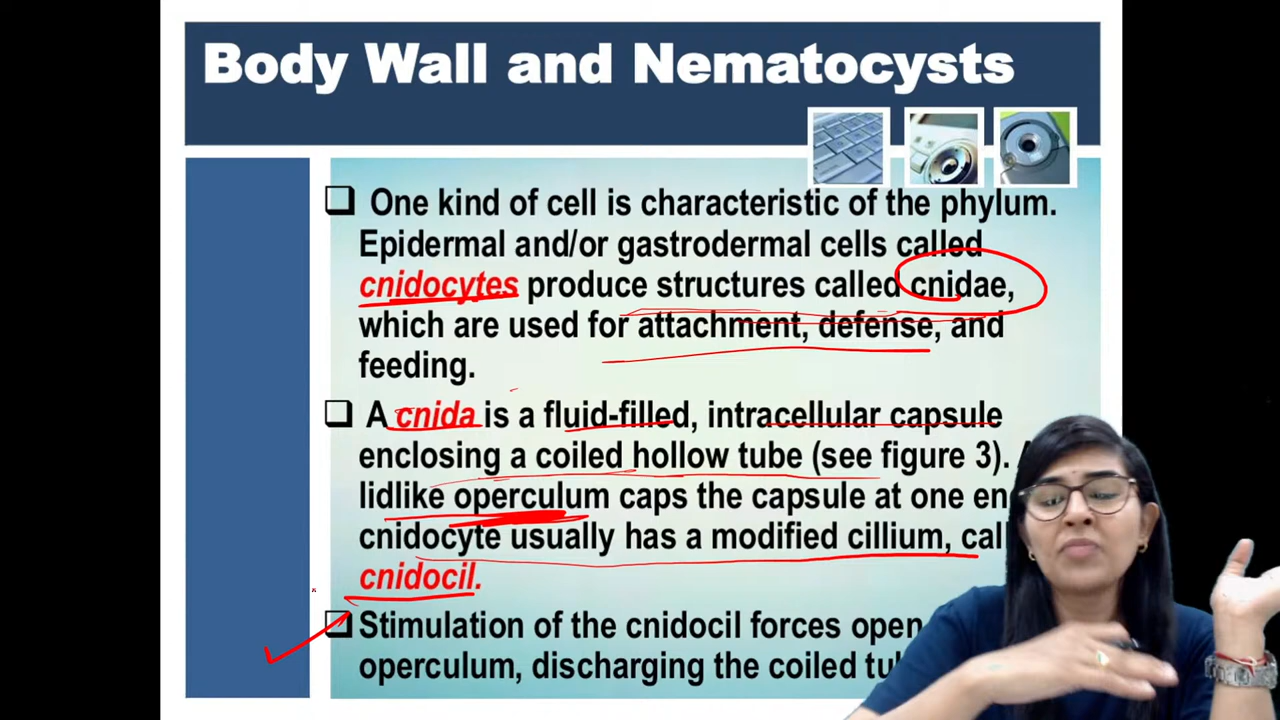 Body Wall and Nematocysts
One kind of cell is characteristic of the phylum.
Epidermal and/or gastrodermal cells called
cnidocytes produce structures called cnidae,
which are used for attachment, defense, and
feeding.
A cnida is a fluid-filled, intracellular capsule
enclosing a coiled hollow tube (see figure 3).
lidlike operculum caps the capsule at one
cnidocyte usually has a modified cillium,
cnidocil.
Stimulation of the cnidocil forces open
operculum, discharging the coiled